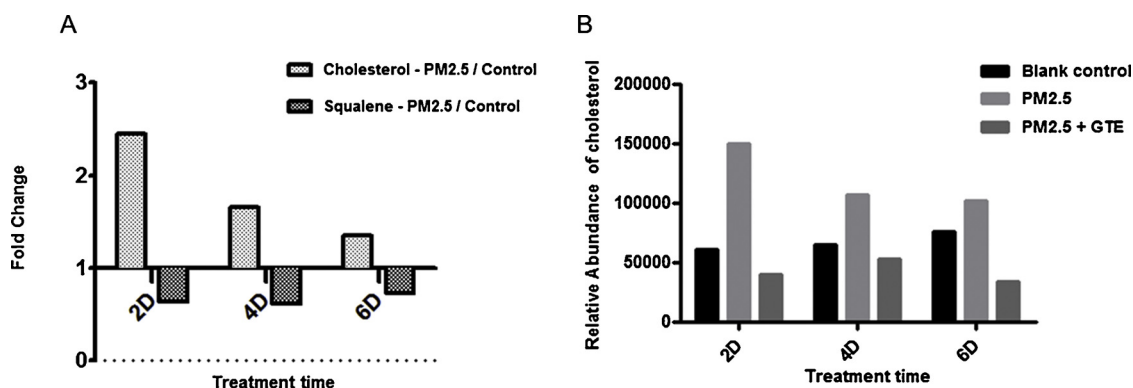 A
Cholesterol - PM2.5 / Control
Squalene - PM2.5 / Control
Fold Change
3
2
1
0
2D
4D
6D
Treatment time
B
Blank control
PM2.5
PM2.5 + GTE
Relative Abundance of cholesterol
200000
150000
100000
50000
0
2D
4D
6D
Treatment time